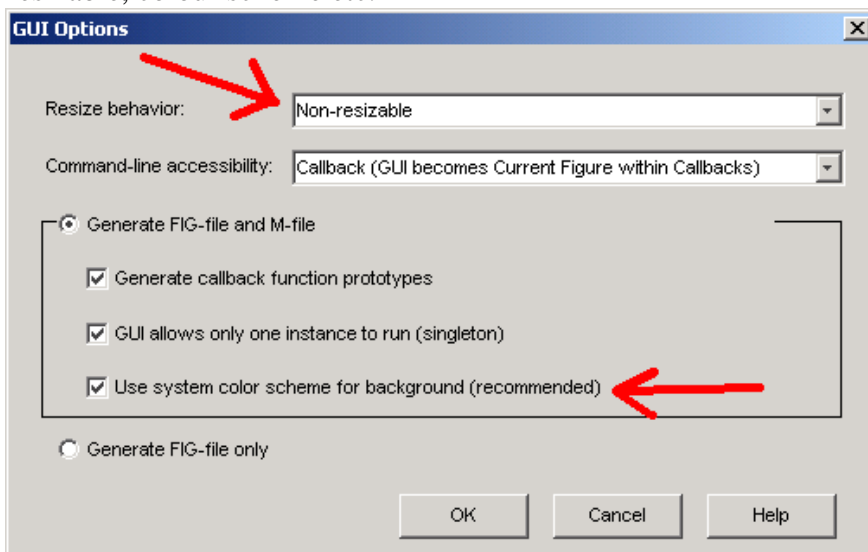 GUI Options
Resize behavior: Non-resizable
Command-line accessibility: Callback (GUI becomes Current Figure within Callbacks)
Generate FIG-file and M-file
Generate callback function prototypes
GUI allows only one instance to run (singleton)
Use system color scheme for background (recommended)
Generate FIG-file only
OK Cancel Help